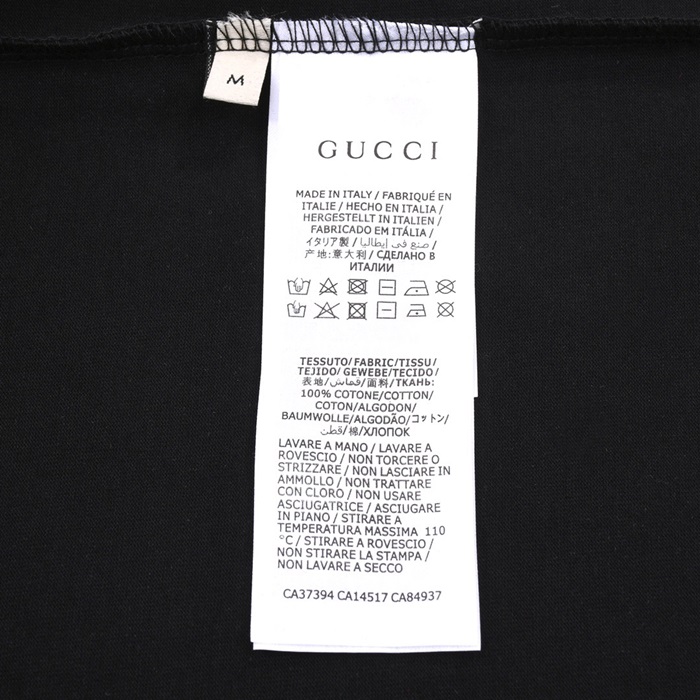 M
GUCCI
MADE IN ITALY / FABRIQUÉ EN
ITALIE / HECHO EN ITALIA /
HERGESTELLT IN ITALIEN /
FABRICADO EM ITÁLIA /
イタリア製 / صنع في إيطاليا /
产地:意大利 / СДЕЛАНО В
ИТАЛИИ
TESSUTO/FABRIC/TISSU/
TEJIDO/ GEWEBE/TECIDO/
表地/قماش/面料/ТКАНЬ:
100% COTONE/COTTON/
COTON/ALGODON/
BAUMWOLLE/ALGODÃO/コットン/
قطن/棉/ХЛОПОК
LAVARE A MANO / LAVARE A
ROVESCIO / NON TORCERE O
STRIZZARE / NON LASCIARE IN
AMMOLLO / NON TRATTARE
CON CLORO / NON USARE
ASCIUGATRICE / ASCIUGARE
IN PIANO / STIRARE A
TEMPERATURA MASSIMA 110
°C / STIRARE A ROVESCIO /
NON STIRARE LA STAMPA /
NON LAVARE A SECCO
CA37394 CA14517 CA84937